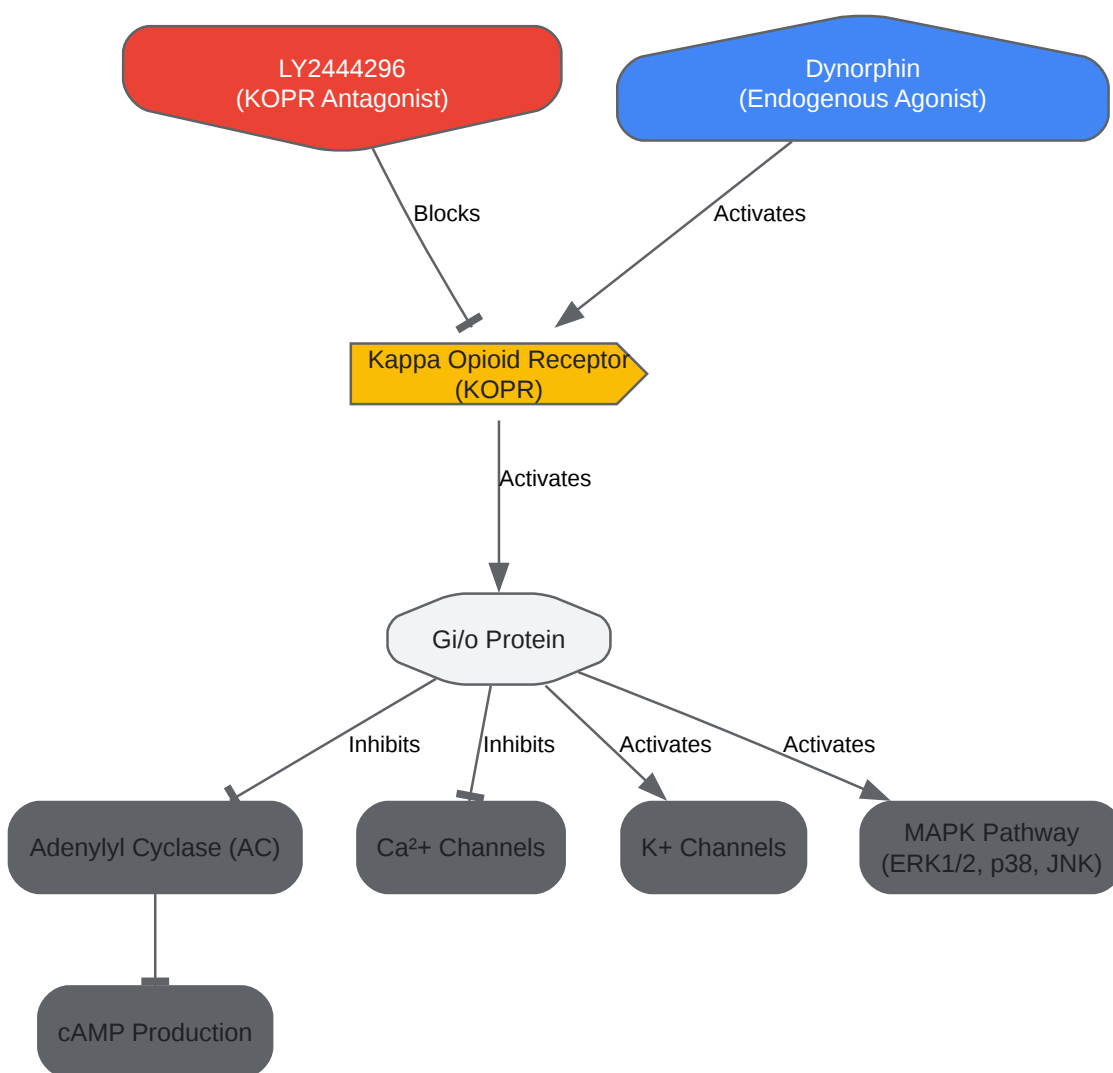 LY2444296
(KOPR Antagonist)
Dynorphin
(Endogenous Agonist)
Blocks
Activates
Kappa Opioid Receptor
(KOPR)
Activates
Gi/o Protein
Inhibits
Inhibits
Activates
Activates
Adenylyl Cyclase (AC)
Ca²+ Channels
K+ Channels
MAPK Pathway
(ERK1/2, p38, JNK)
cAMP Production